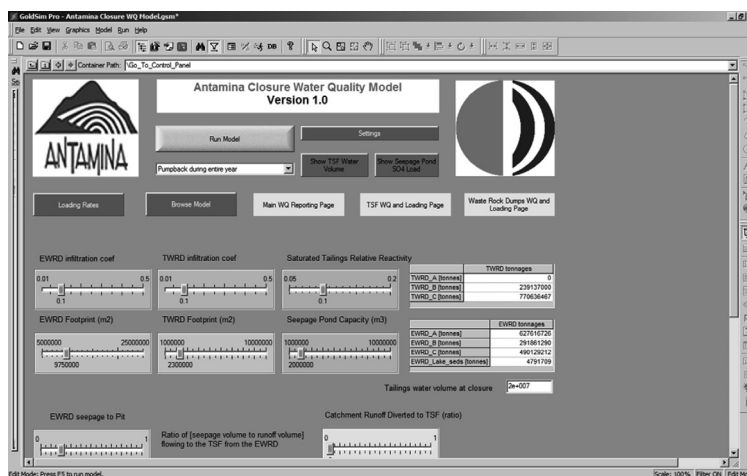 GoldSim Pro - Antamina Closure WQ Model.gsm*
File Edit View Graphics Model Run Help
Container Path: \Go_To_Control_Panel
Antamina Closure Water Quality Model
Version 1.0
ANTAMINA
Run Model
Settings
Pumpback during entire year
Show TSF Water Volume
Show Seepage Pond SO4 Load
Loading Rates
Browse Model
Main WQ Reporting Page
TSF WQ and Loading Page
Waste Rock Dumps WQ and Loading Page
EWRD infiltration coef
0.01 0.5
0.1
TWRD infiltration coef
0.01 0.5
0.1
Saturated Tailings Relative Reactivity
0.05 0.2
0.1
TWRD tonnages
TWRD_A [tonnes] 0
TWRD_B [tonnes] 239137000
TWRD_C [tonnes] 770636467
EWRD Footprint (m2)
5000000 25000000
9750000
TWRD Footprint (m2)
1000000 10000000
2300000
Seepage Pond Capacity (m3)
1000000 10000000
2000000
EWRD tonnages
EWRD_A [tonnes] 627616726
EWRD_B [tonnes] 291861290
EWRD_C [tonnes] 490129212
EWRD_Lake_seds [tonnes] 4791709
Tailings water volume at closure 2e+007
EWRD seepage to Pit
0 1
Ratio of [seepage volume to runoff volume]
flowing to the TSF from the EWRD
Catchment Runoff Diverted to TSF (ratio)
0 1
Edit Mode: Press F5 to run model.
Scale: 100% Filter ON Edit Mo